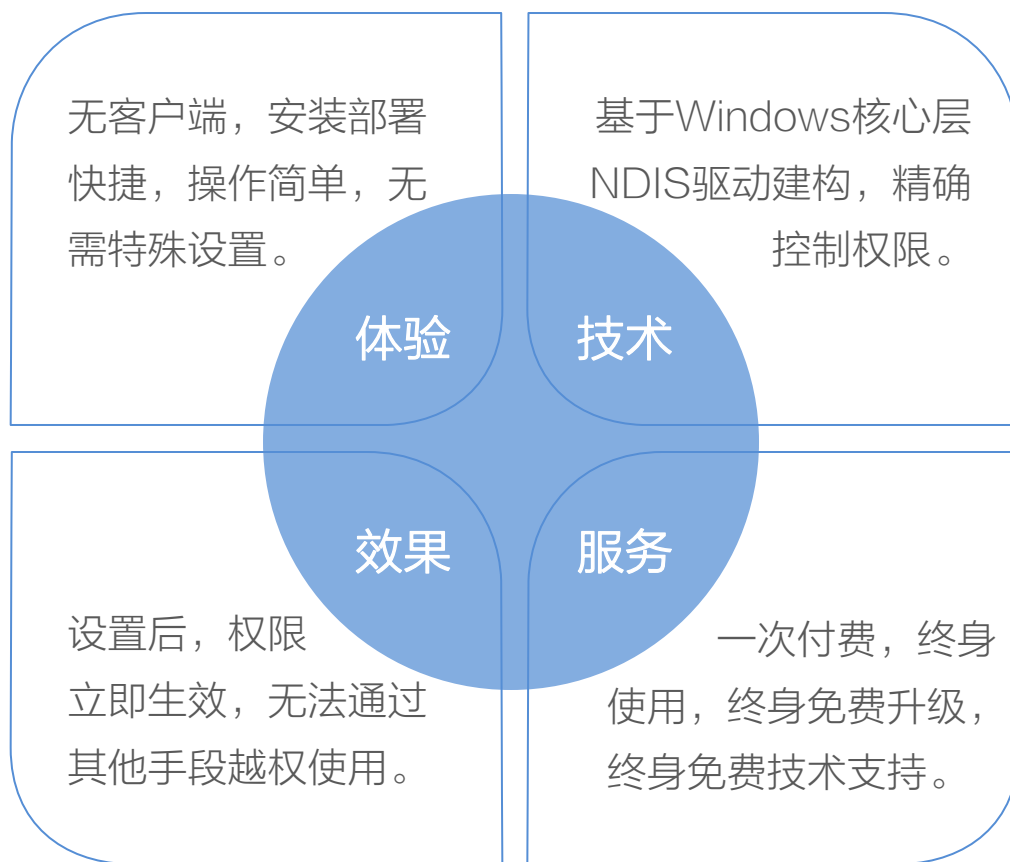 无客户端，安装部署
快捷，操作简单，无
需特殊设置。
体验
基于Windows核心层
NDIS驱动建构，精确
控制权限。
技术
效果
设置后，权限
立即生效，无法通过
其他手段越权使用。
服务
一次付费，终身
使用，终身免费升级，
终身免费技术支持。